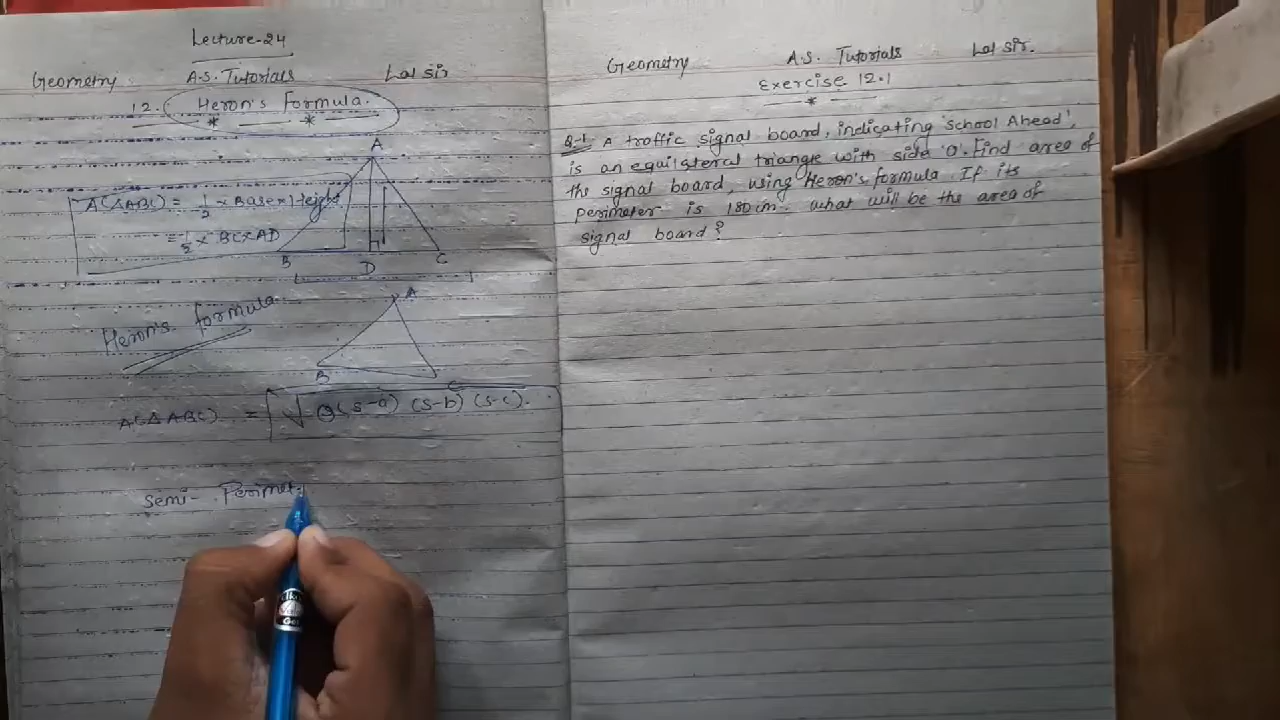 Lecture-24
Geometry A.S. Tutorials Lal sir
12. Heron's Formula.
A
A(△ABC) = 1/2 × Base × Height
= 1/2 × BC × AD
B D C
Heron's formula
A
B C
A(△ABC) = √s(s-a) (s-b) (s-c).
Semi- Perimet
Geometry A.S. Tutorials Lal sir.
Exercise 12.1
Q-1 A traffic signal board, indicating 'School Ahead',
is an equilateral triangle with side 'a'. Find area of
the signal board, using Heron's formula. If its
perimeter is 180cm. what will be the area of
signal board?